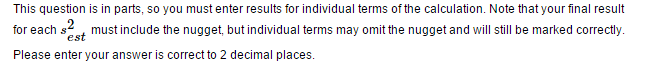 This question is in parts, so you must enter results for individual terms of the calculation. Note that your final result
for each $s^2_{est}$ must include the nugget, but individual terms may omit the nugget and will still be marked correctly.
Please enter your answer is correct to 2 decimal places.